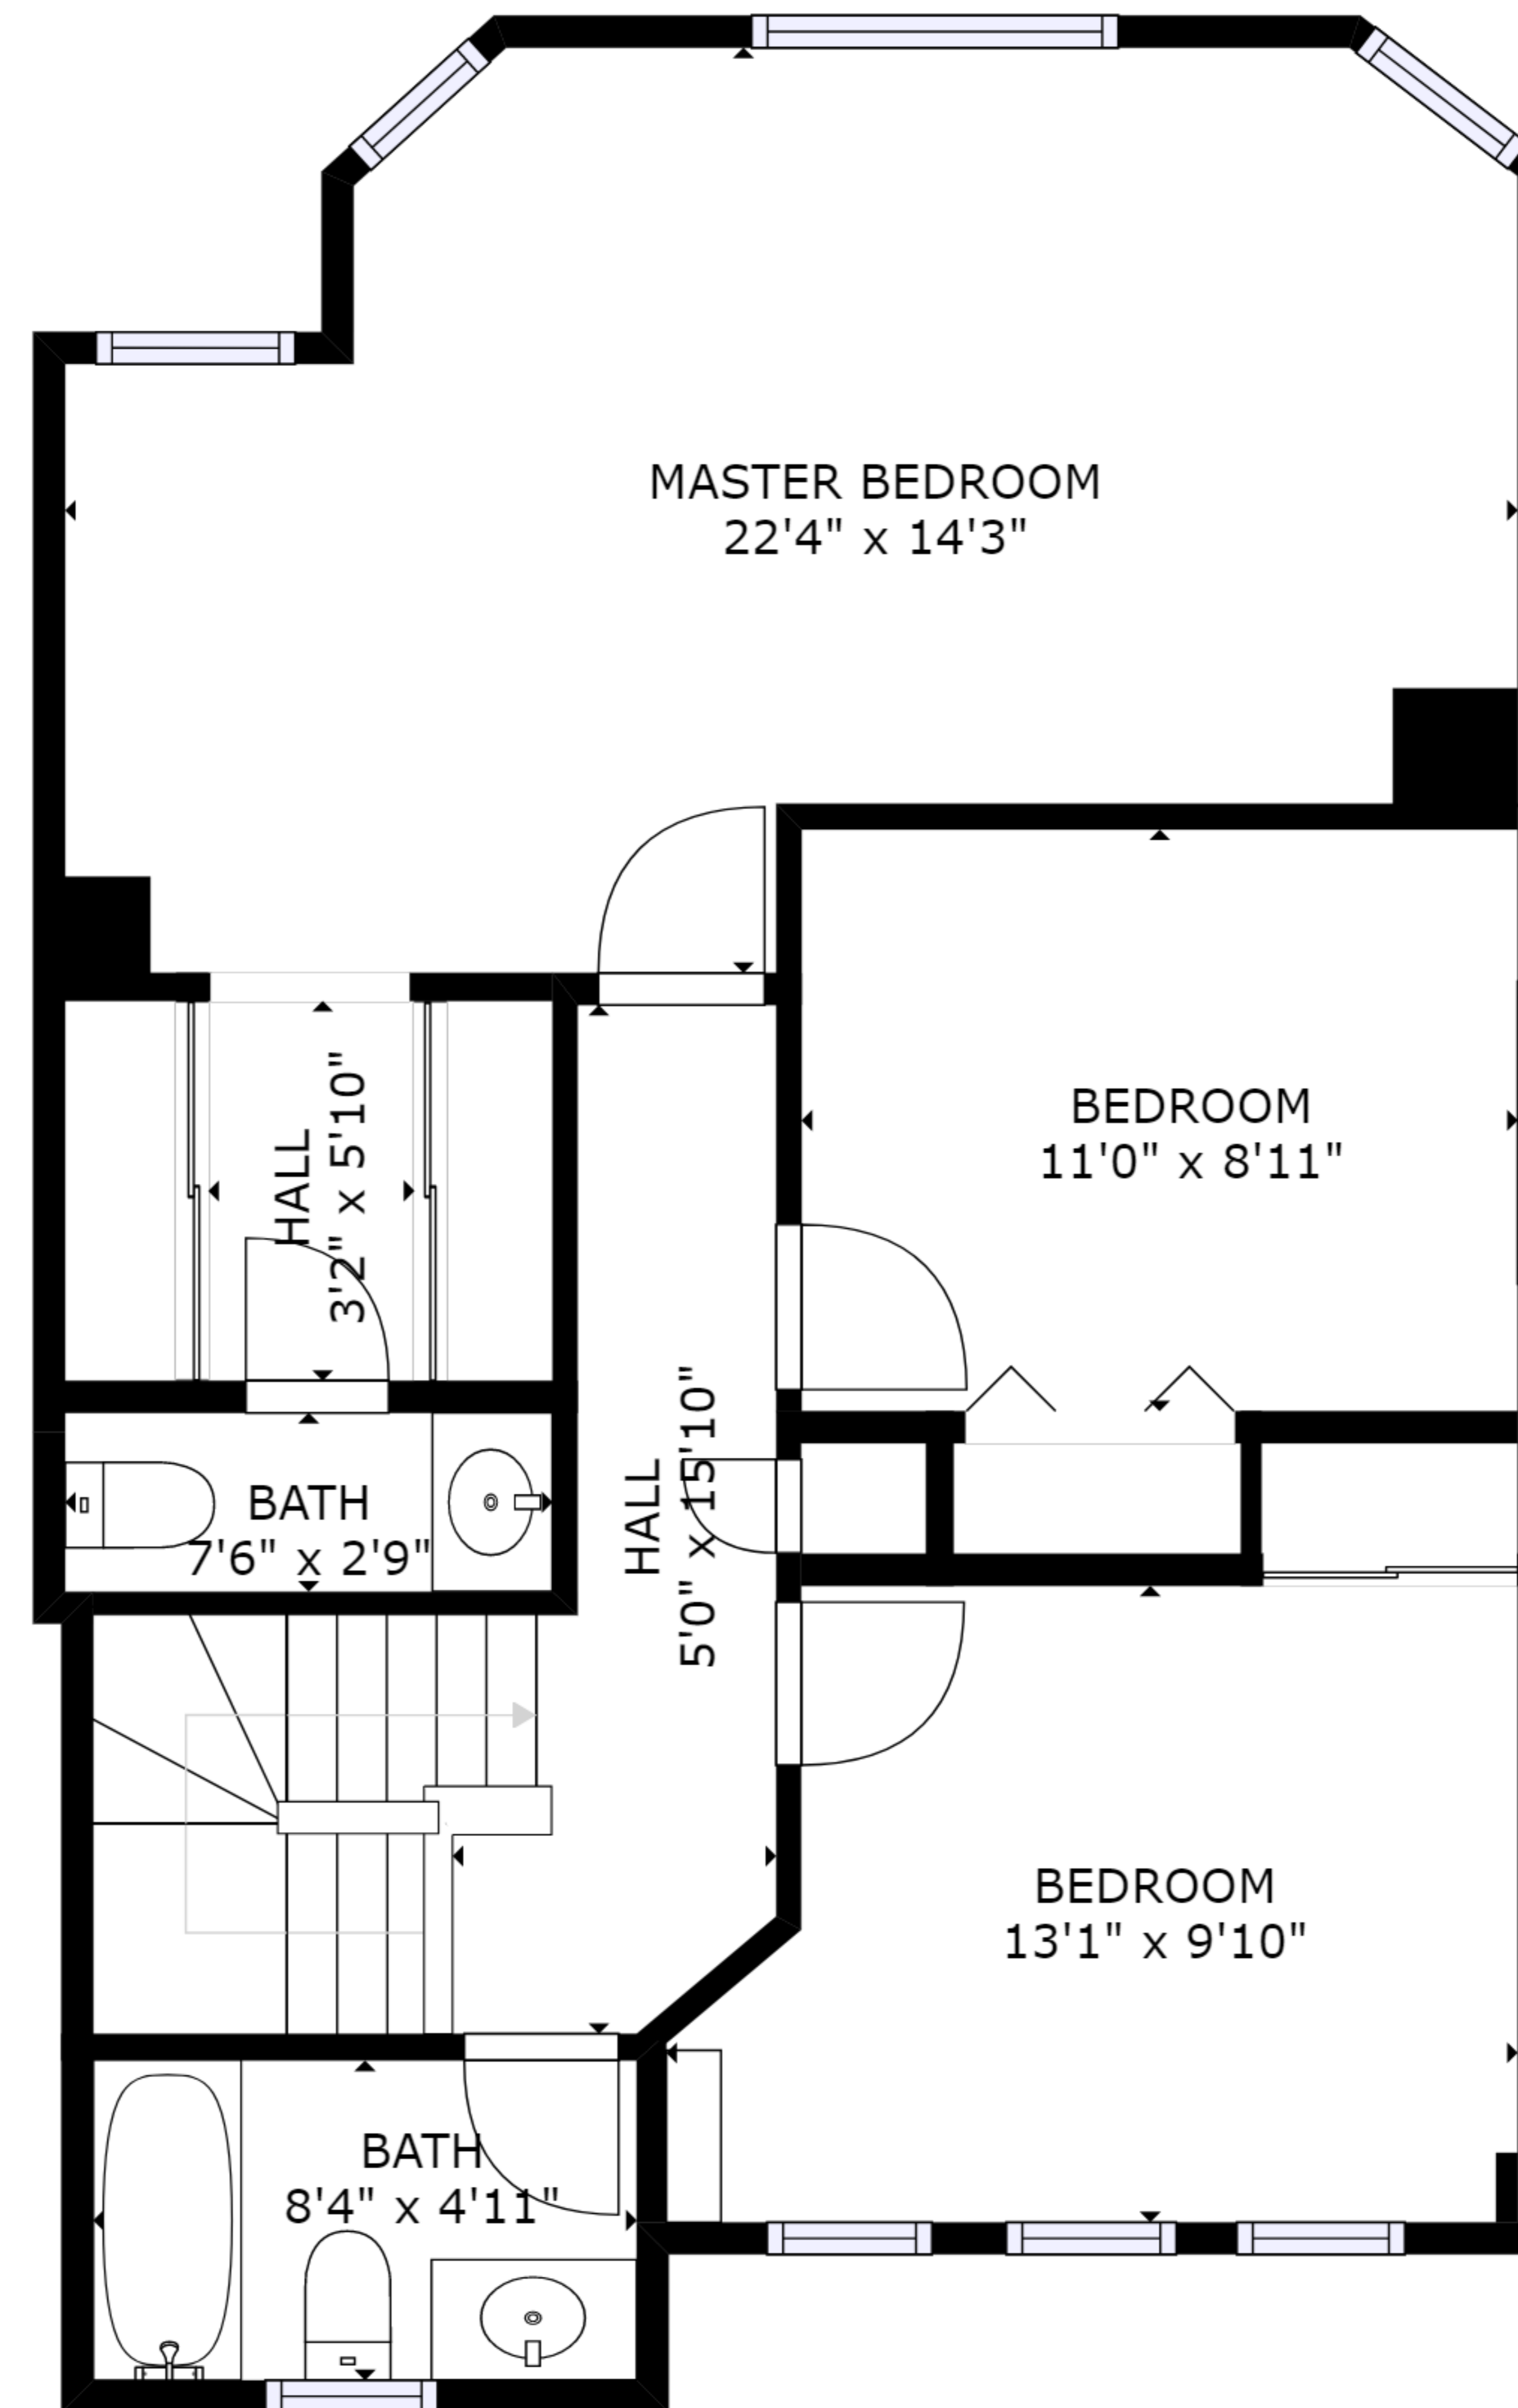 MASTER BEDROOM
22'4" x 14'3"
BEDROOM
11'0" x 8'11"
HALL
3'2" x 5'10"
HALL
5'0" x 15'10"
BATH
7'6" x 2'9"
BEDROOM
13'1" x 9'10"
BATH
8'4" x 4'11"